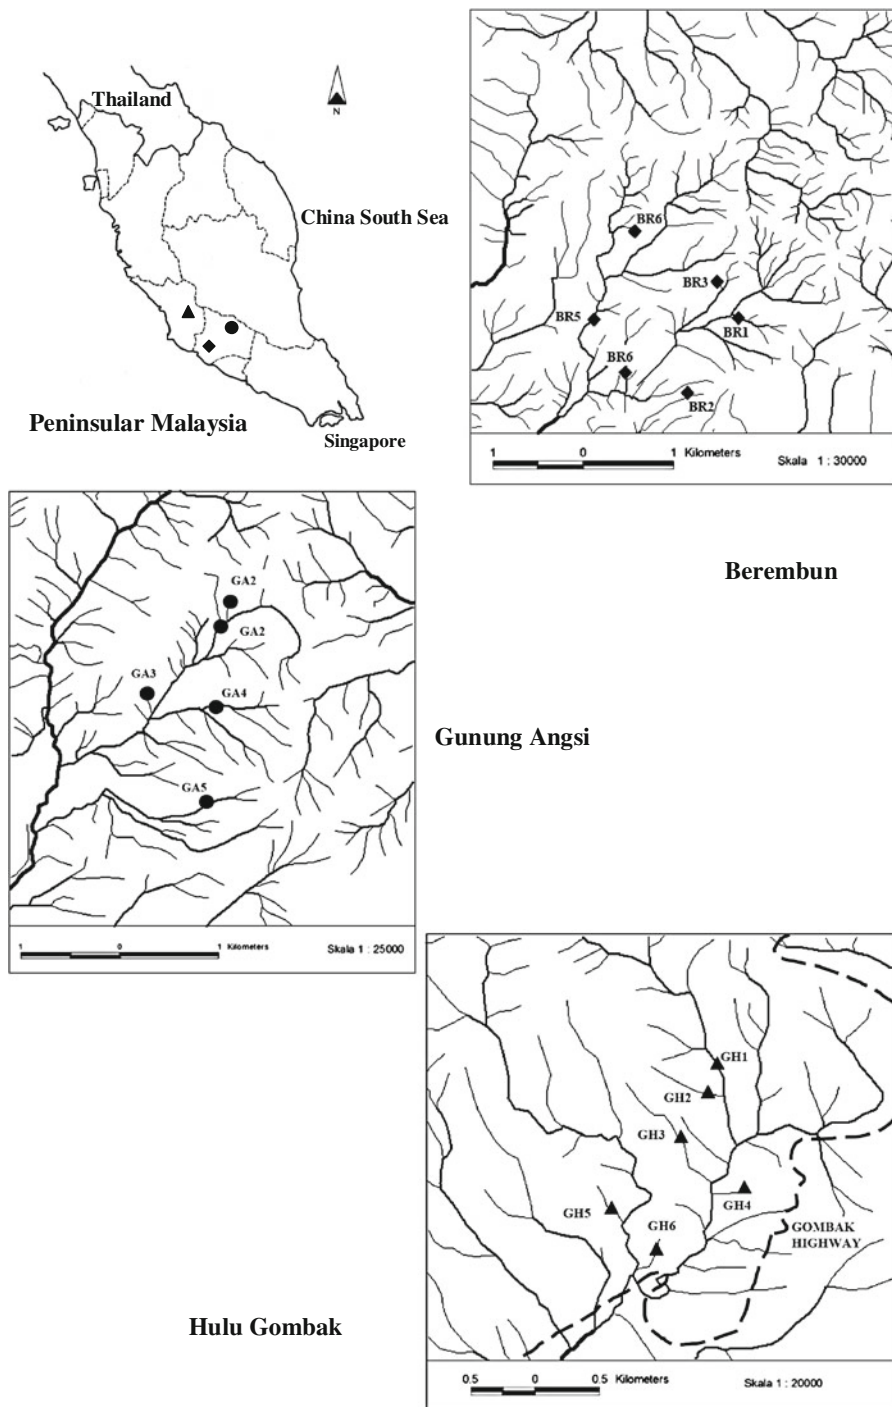 Thailand
N
China South Sea
Peninsular Malaysia
Singapore
BR6
BR3
BR5
BR1
BR6
BR2
1 0 1 Kilometers
Skala 1 : 30000
Berembun
GA2
GA2
GA3
GA4
GA5
1 0 1 Kilometers
Skala 1 : 25000
Gunung Angsi
GH1
GH2
GH3
GH4
GH5
GH6
GOMBAK
HIGHWAY
0.5 0 0.5 Kilometers
Skala 1 : 20000
Hulu Gombak